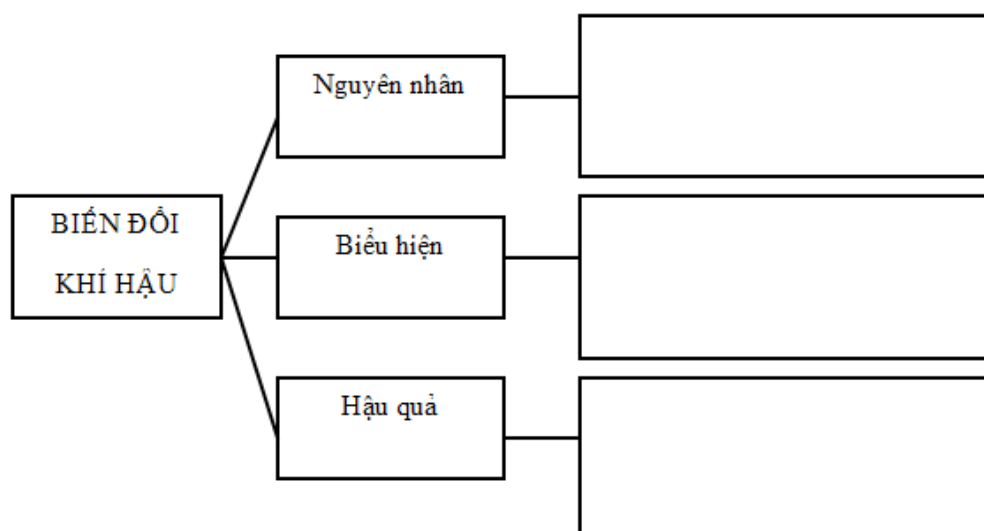 BIẾN ĐỔI
KHÍ HẬU
Nguyên nhân
Biểu hiện
Hậu quả